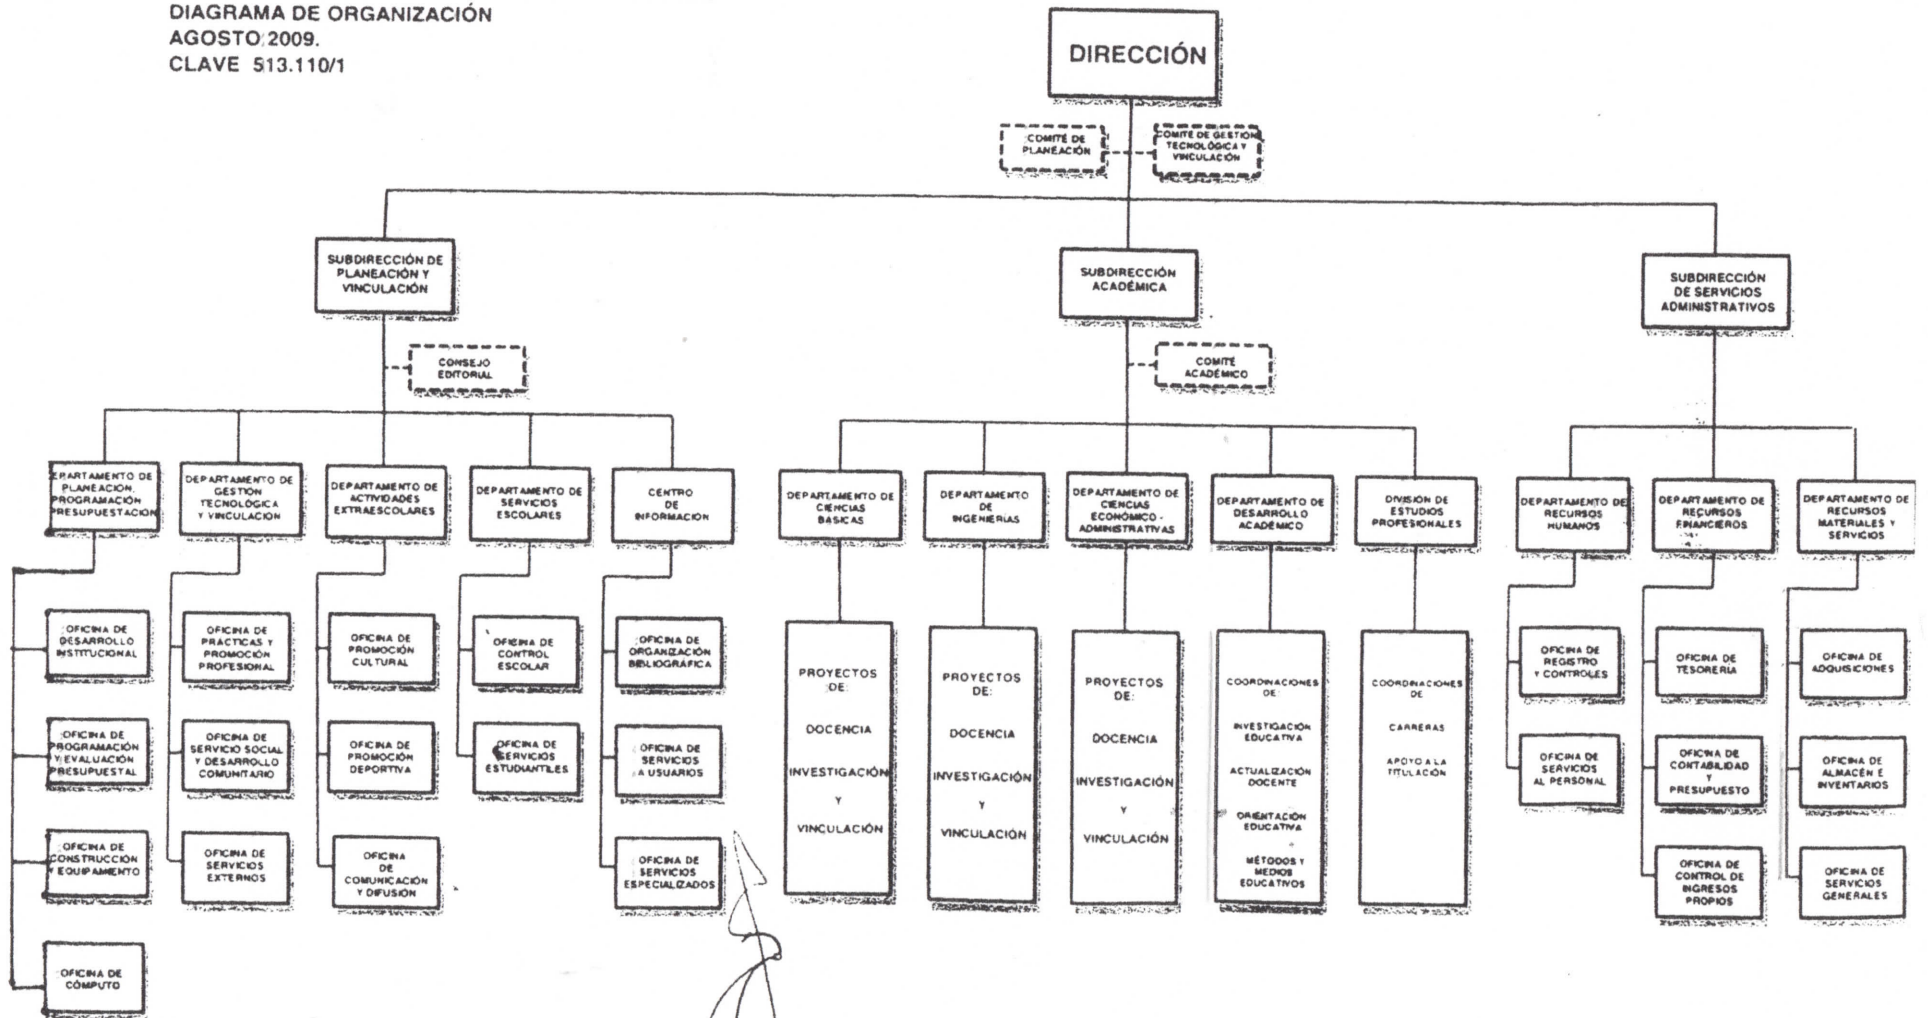 DIAGRAMA DE ORGANIZACIÓN
AGOSTO 2009.
CLAVE 513.110/1
DIRECCIÓN
COMITÉ DE
PLANEACIÓN
COMITÉ DE GESTIÓN
TECNOLÓGICA Y
VINCULACIÓN
SUBDIRECCIÓN DE
PLANEACIÓN Y
VINCULACIÓN
SUBDIRECCIÓN
ACADÉMICA
SUBDIRECCIÓN
DE SERVICIOS
ADMINISTRATIVOS
CONSEJO
EDITORIAL
COMITÉ
ACADÉMICO
EPARTAMENTO DE
PLANEACIÓN,
PROGRAMACIÓN
PRESUPUESTACIÓN
DEPARTAMENTO DE
GESTIÓN
TECNOLÓGICA
Y VINCULACIÓN
DEPARTAMENTO DE
ACTIVIDADES
EXTRAESCOLARES
DEPARTAMENTO DE
SERVICIOS
ESCOLARES
CENTRO
DE
INFORMACIÓN
DEPARTAMENTO DE
CIENCIAS
BÁSICAS
DEPARTAMENTO
DE
INGENIERÍAS
DEPARTAMENTO DE
CIENCIAS
ECONÓMICO -
ADMINISTRATIVAS
DEPARTAMENTO DE
DESARROLLO
ACADÉMICO
DIVISIÓN DE
ESTUDIOS
PROFESIONALES
DEPARTAMENTO DE
RECURSOS
HUMANOS
DEPARTAMENTO DE
RECURSOS
FINANCIEROS
DEPARTAMENTO DE
RECURSOS
MATERIALES Y
SERVICIOS
OFICINA DE
DESARROLLO
INSTITUCIONAL
OFICINA DE
PROGRAMACIÓN
Y EVALUACIÓN
PRESUPUESTAL
OFICINA DE
CONSTRUCCIÓN
Y EQUIPAMIENTO
OFICINA DE
CÓMPUTO
OFICINA DE
PRÁCTICAS Y
PROMOCIÓN
PROFESIONAL
OFICINA DE
SERVICIO SOCIAL
Y DESARROLLO
COMUNITARIO
OFICINA DE
SERVICIOS
EXTERNOS
OFICINA DE
PROMOCIÓN
CULTURAL
OFICINA DE
PROMOCIÓN
DEPORTIVA
OFICINA
DE
COMUNICACIÓN
Y DIFUSIÓN
OFICINA DE
CONTROL
ESCOLAR
OFICINA DE
SERVICIOS
ESTUDIANTILES
OFICINA DE
ORGANIZACIÓN
BIBLIOGRÁFICA
OFICINA DE
SERVICIOS
A USUARIOS
OFICINA DE
SERVICIOS
ESPECIALIZADOS
PROYECTOS
DE:
DOCENCIA
INVESTIGACIÓN
Y
VINCULACIÓN
PROYECTOS
DE:
DOCENCIA
INVESTIGACIÓN
Y
VINCULACIÓN
PROYECTOS
DE:
DOCENCIA
INVESTIGACIÓN
Y
VINCULACIÓN
COORDINACIONES
DE:
INVESTIGACIÓN
EDUCATIVA
ACTUALIZACIÓN
DOCENTE
ORIENTACIÓN
EDUCATIVA
MÉTODOS Y
MEDIOS
EDUCATIVOS
COORDINACIONES
DE
CARRERAS
APOYO A LA
TITULACIÓN
OFICINA DE
REGISTRO
Y CONTROLES
OFICINA DE
SERVICIOS
AL PERSONAL
OFICINA DE
TESORERÍA
OFICINA DE
CONTABILIDAD
Y
PRESUPUESTO
OFICINA DE
CONTROL DE
INGRESOS
PROPIOS
OFICINA DE
ADQUISICIONES
OFICINA DE
ALMACÉN E
INVENTARIOS
OFICINA DE
SERVICIOS
GENERALES